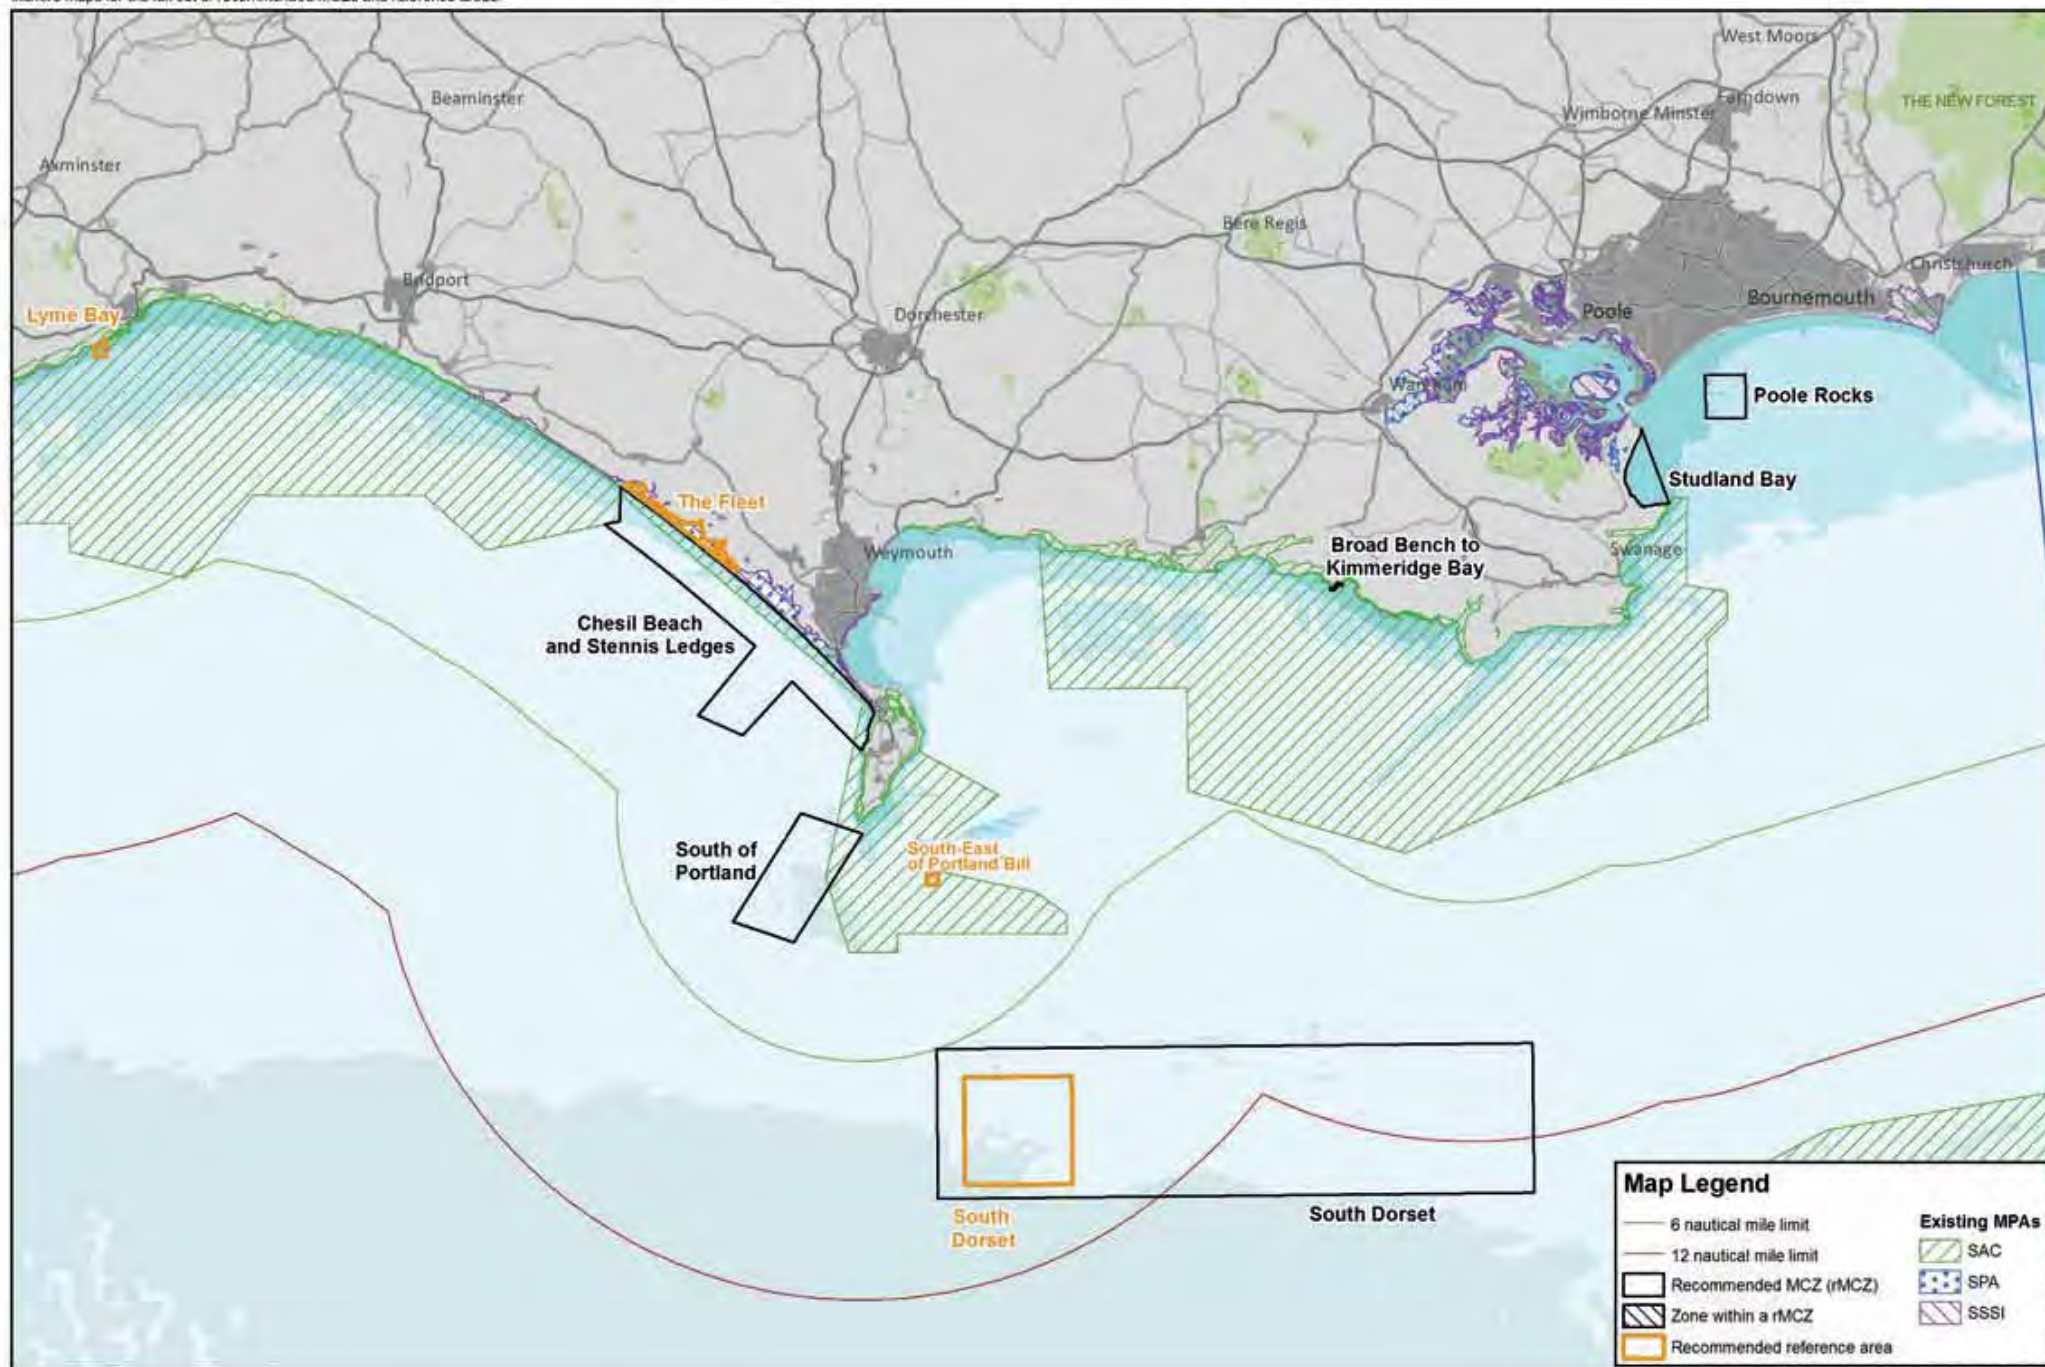 West Moors
Beaminster
Ferndown
THE NEW FOREST
Wimborne Minster
Axminster
Bere Regis
Christchurch
Bridport
Bournemouth
Lyme Bay
Dorchester
Poole
Wareham
Poole Rocks
Studland Bay
The Fleet
Weymouth
Broad Bench to
Kimmeridge Bay
Swanage
Chesil Beach
and Stennis Ledges
South of
Portland
South-East
of Portland Bill
South
Dorset
South Dorset
Map Legend
6 nautical mile limit
12 nautical mile limit
Recommended MCZ (rMCZ)
Zone within a rMCZ
Recommended reference area
Existing MPAs
SAC
SPA
SSSI